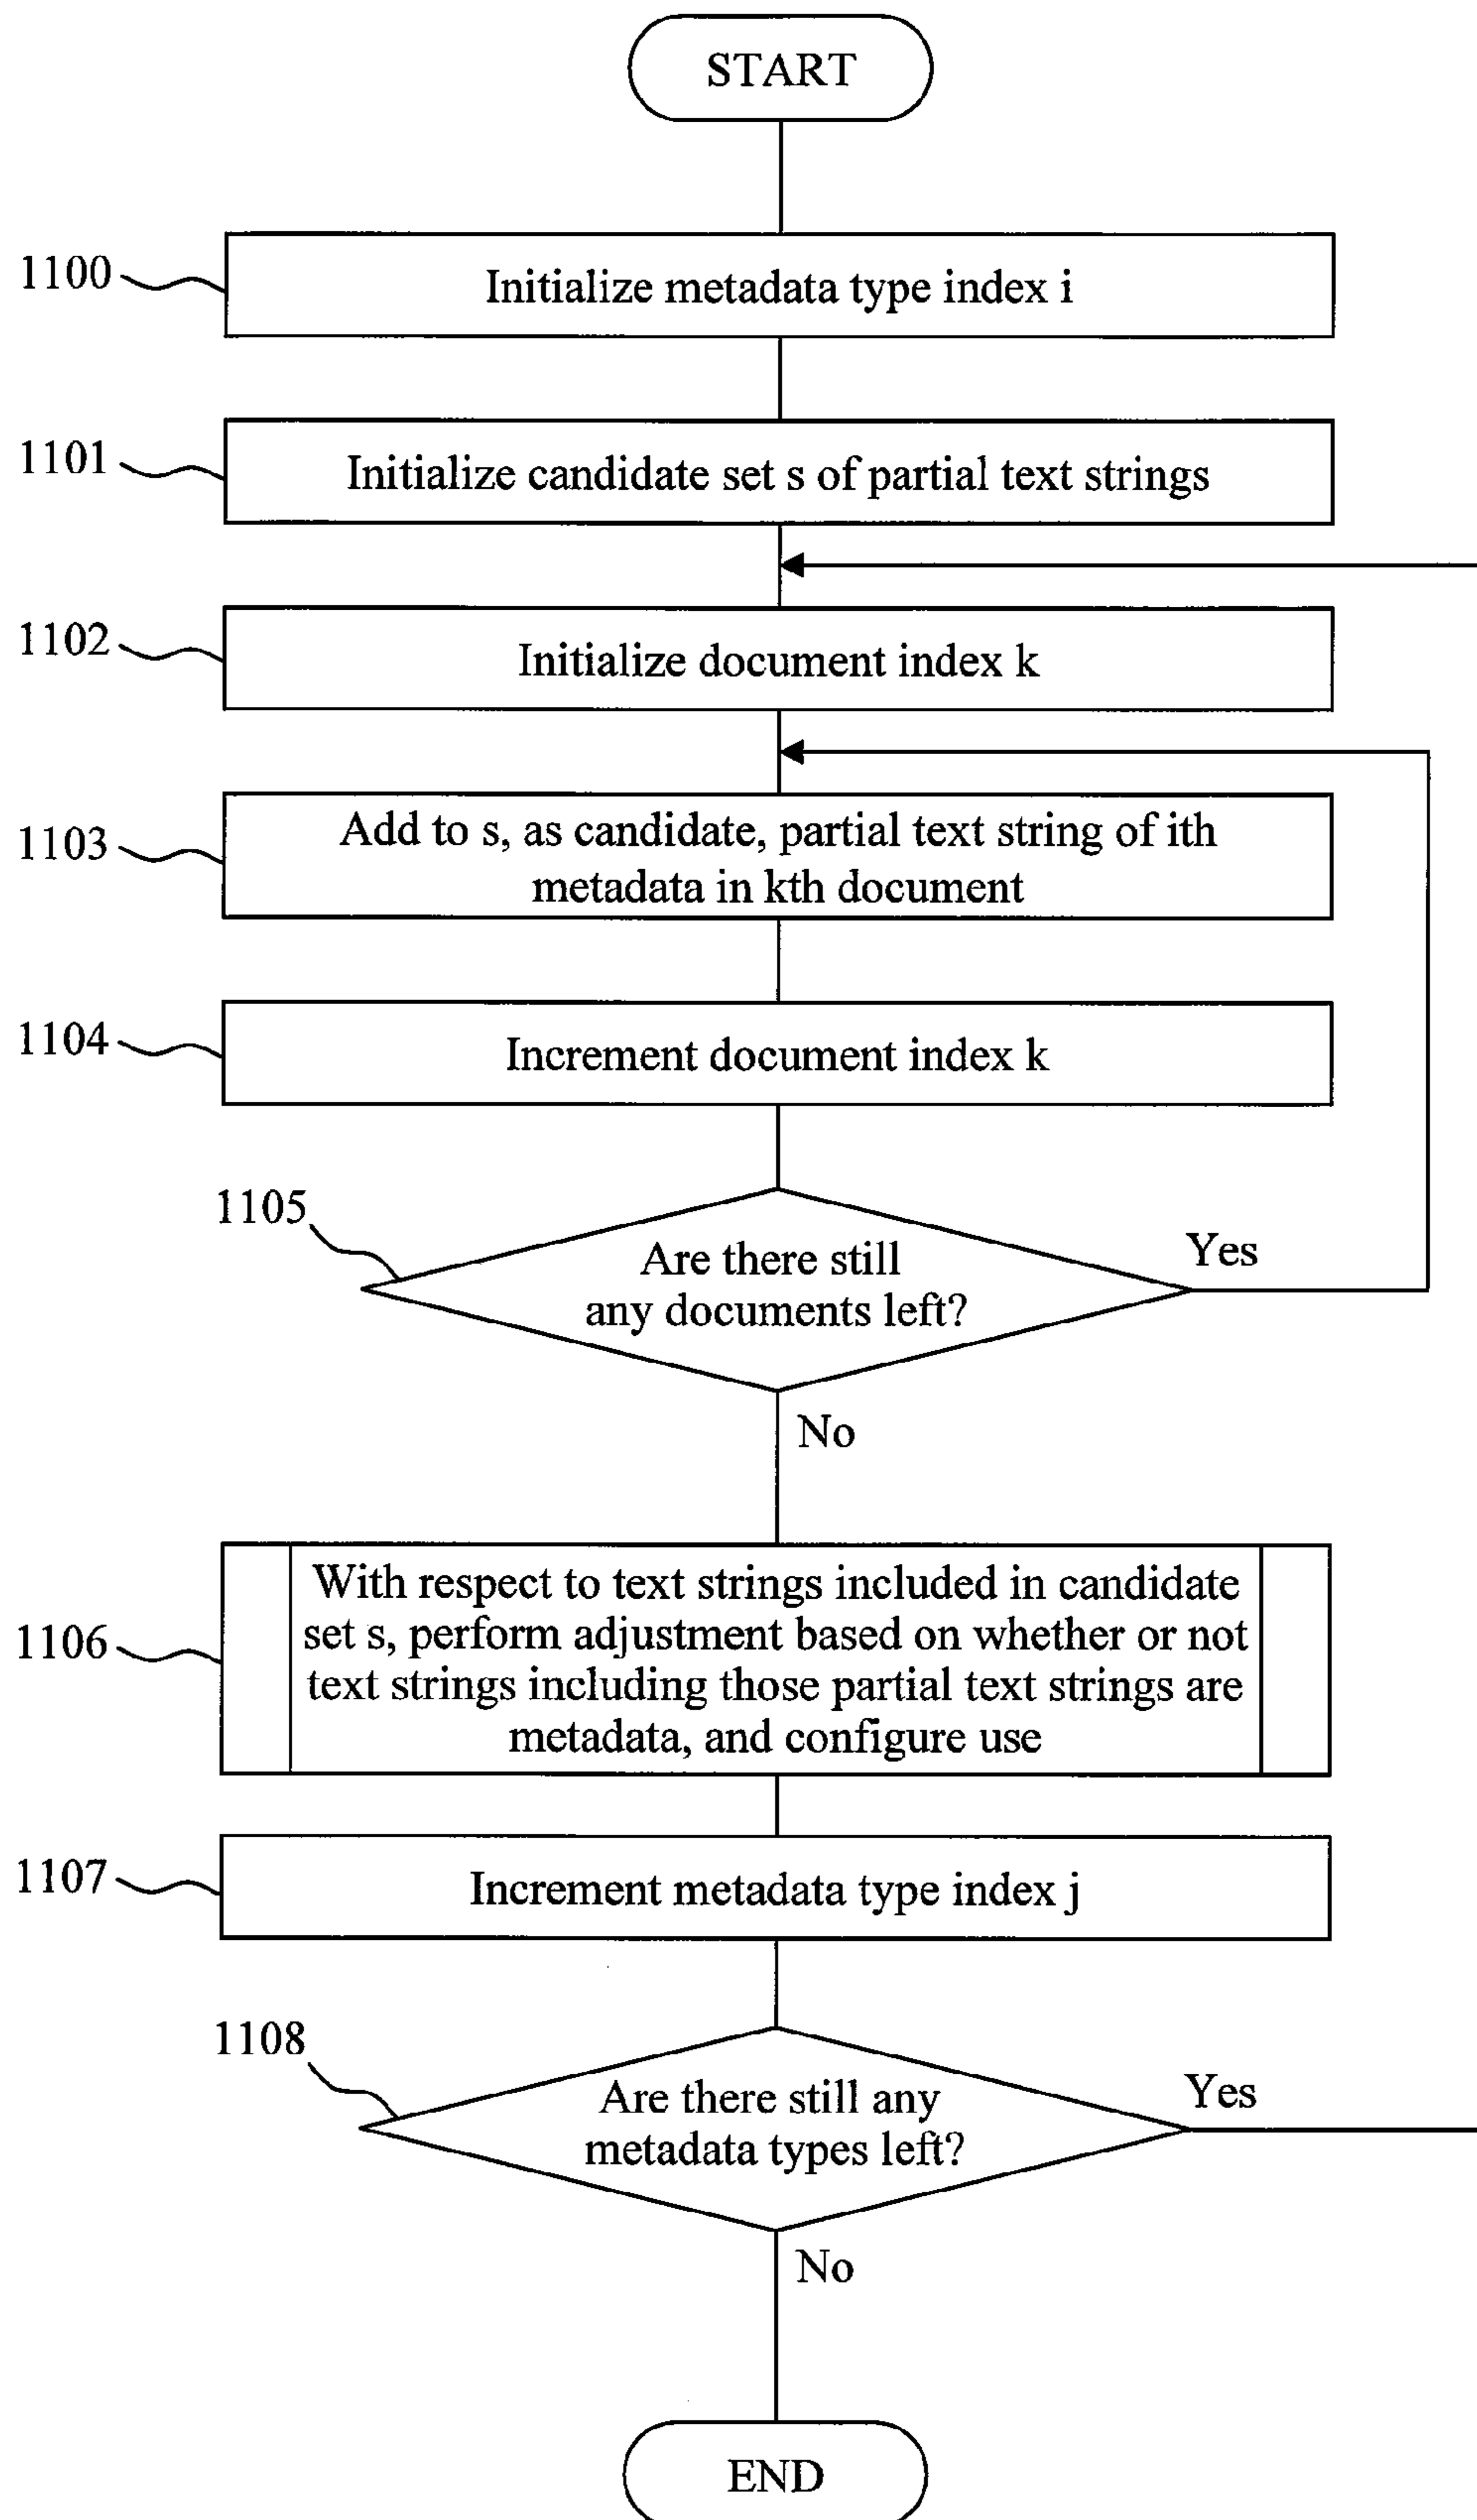 START
1100
Initialize metadata type index i
1101
Initialize candidate set s of partial text strings
1102
Initialize document index k
1103
Add to s, as candidate, partial text string of ith
metadata in kth document
1104
Increment document index k
1105
Are there still
any documents left?
Yes
No
1106
With respect to text strings included in candidate
set s, perform adjustment based on whether or not
text strings including those partial text strings are
metadata, and configure use
1107
Increment metadata type index j
1108
Are there still any
metadata types left?
Yes
No
END